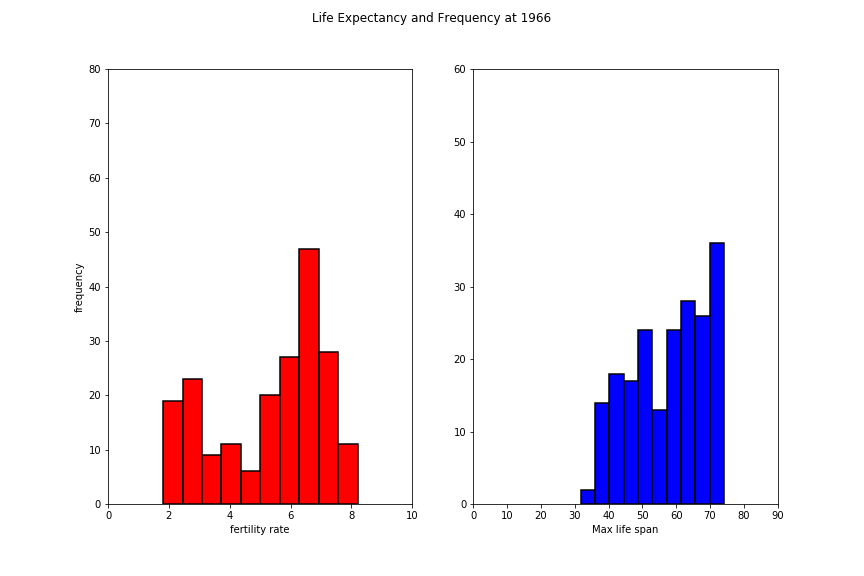 Life Expectancy and Frequency at 1966
80
70
60
50
40
30
20
10
0
frequency
0 2 4 6 8 10
fertility rate
60
50
40
30
20
10
0
0 10 20 30 40 50 60 70 80 90
Max life span